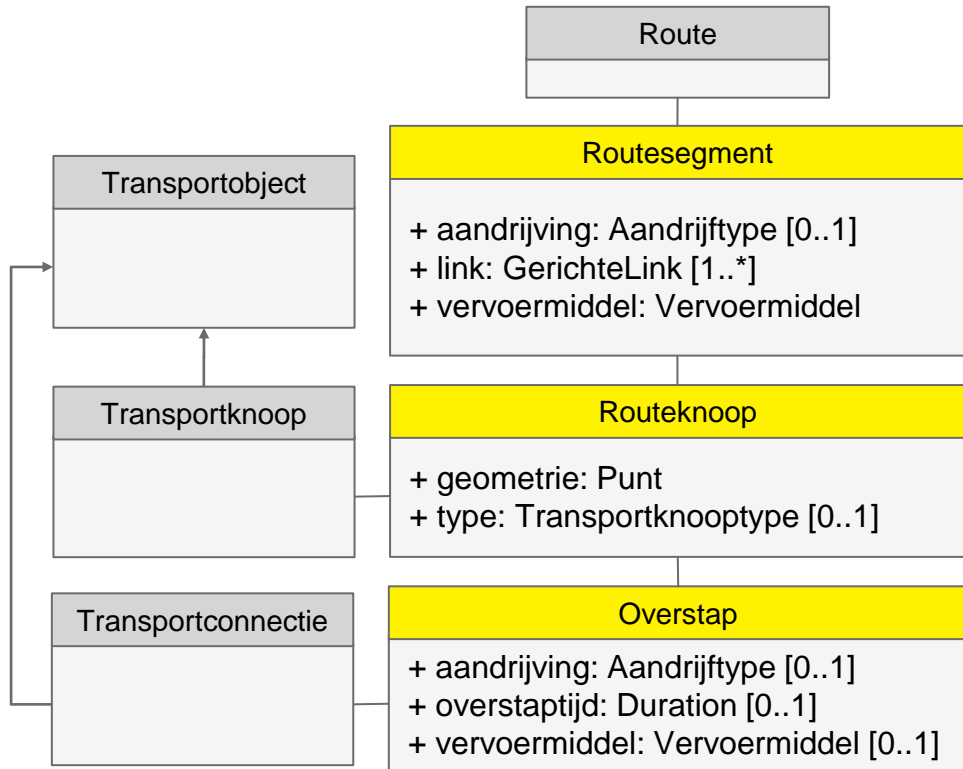 Route
Routesegment
+ aandrijving: Aandrijftype [0..1]
+ link: GerichteLink [1..*]
+ vervoermiddel: Vervoermiddel
Transportobject
Transportknoop
Routeknoop
+ geometrie: Punt
+ type: Transportknooptype [0..1]
Transportconnectie
Overstap
+ aandrijving: Aandrijftype [0..1]
+ overstaptijd: Duration [0..1]
+ vervoermiddel: Vervoermiddel [0..1]